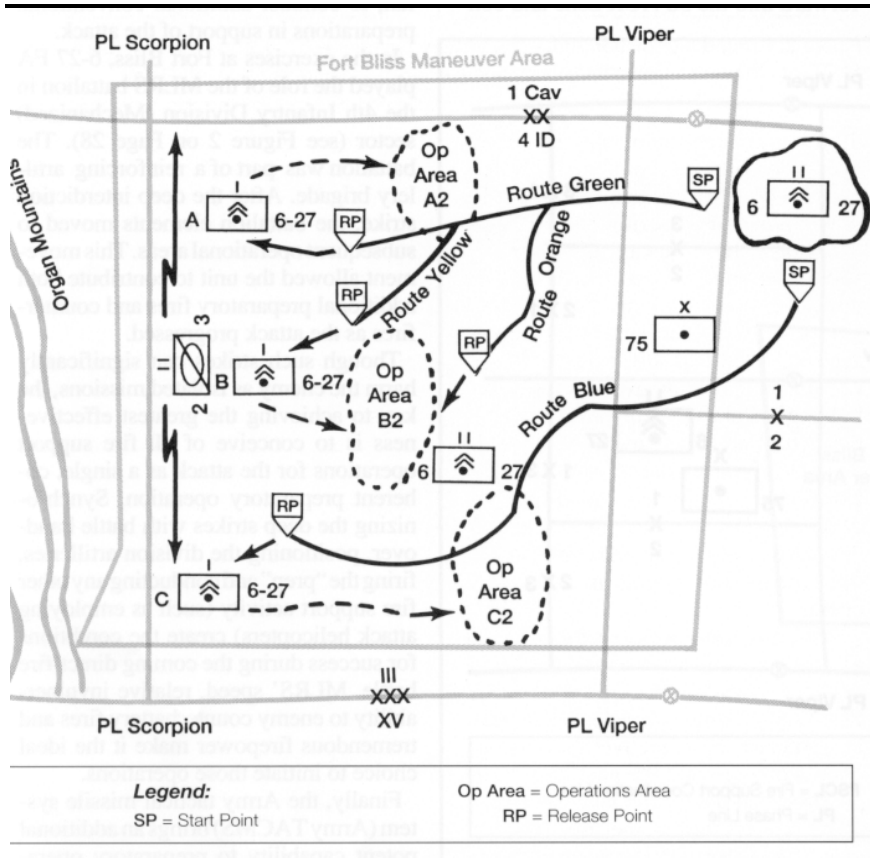 PL Scorpion
PL Viper
Fort Bliss Maneuver Area
1 Cav
XX
4 ID
Op
Area
A2
SP
II
6
27
I
A
6-27
RP
Route Green
Organ Mountains
Route Yellow
Route Orange
SP
RP
X
75
3
II
2
I
B
6-27
RP
Op
Area
B2
Route Blue
1
X
2
II
6
27
RP
I
C
6-27
Op
Area
C2
III
XXX
XV
PL Scorpion
PL Viper
Legend:
SP = Start Point
Op Area = Operations Area
RP = Release Point